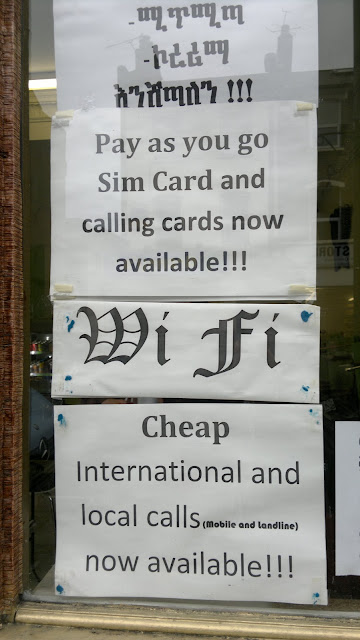 -ሚጥሚጣ
-ኮረሪማ
እንሸጣለን !!!
Pay as you go
Sim Card and
calling cards now
available!!!
Wi Fi
Cheap
International and
local calls (Mobile and Landline)
now available!!!